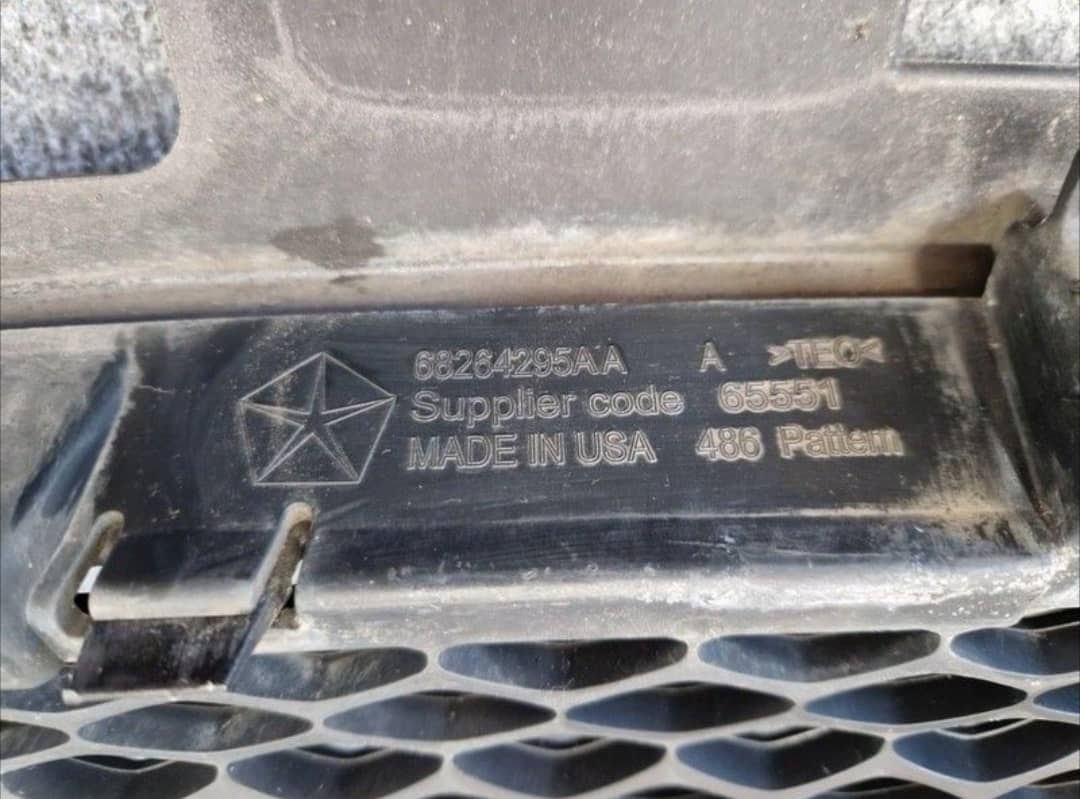 68264295AA A >TEO<
Supplier code 65551
MADE IN USA 486 Pattern